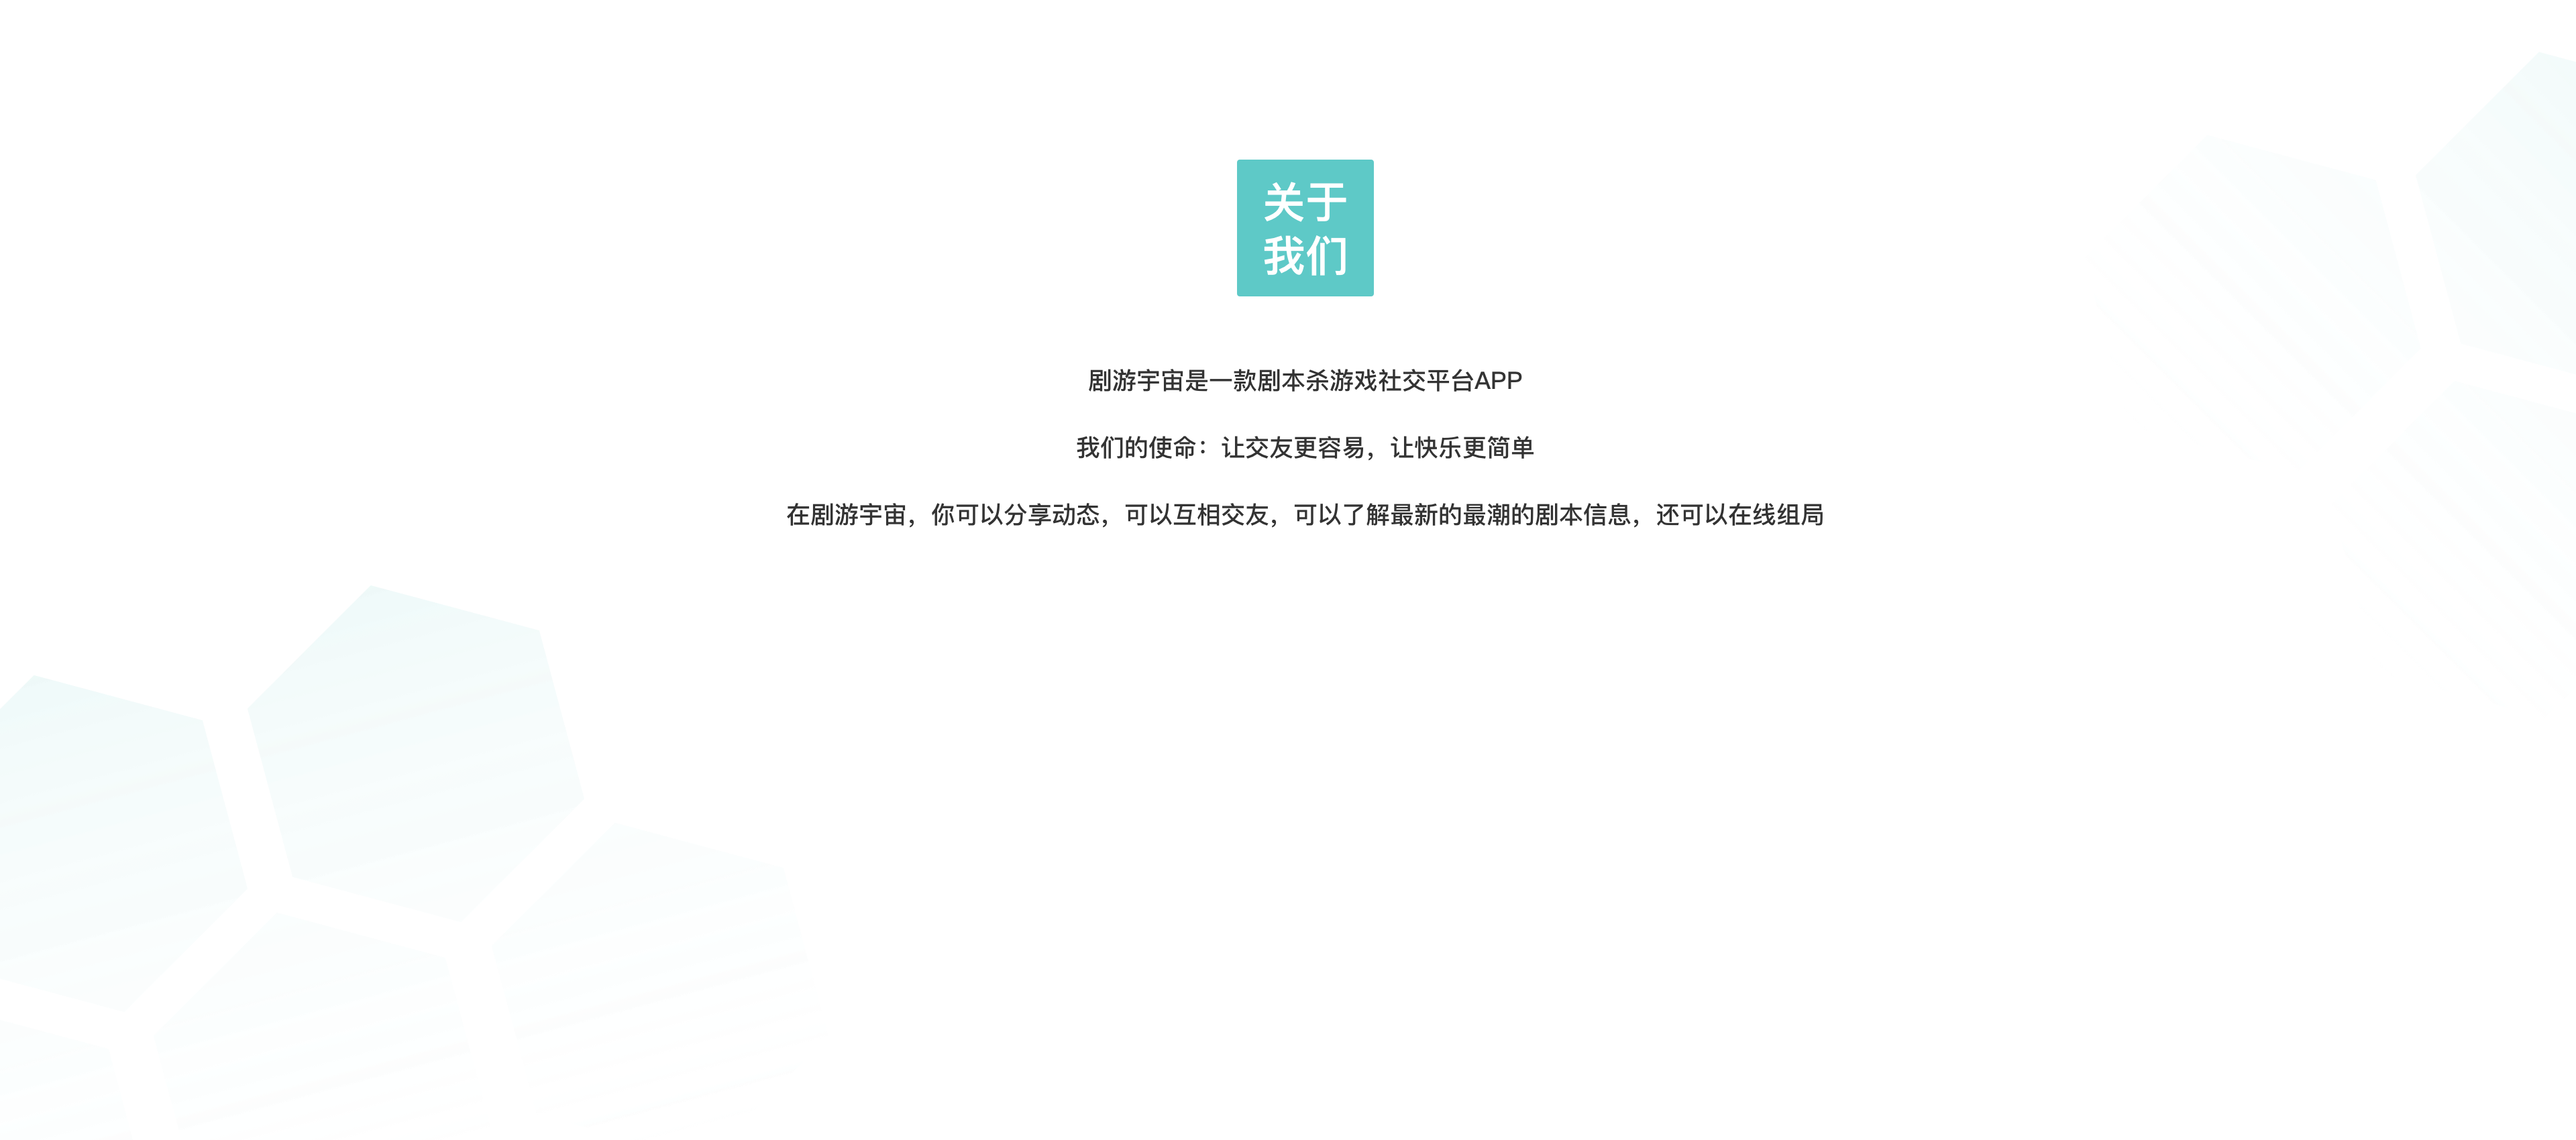 关于
我们
剧游宇宙是一款剧本杀游戏社交平台APP
我们的使命：让交友更容易，让快乐更简单
在剧游宇宙，你可以分享动态，可以互相交友，可以了解最新的最潮的剧本信息，还可以在线组局